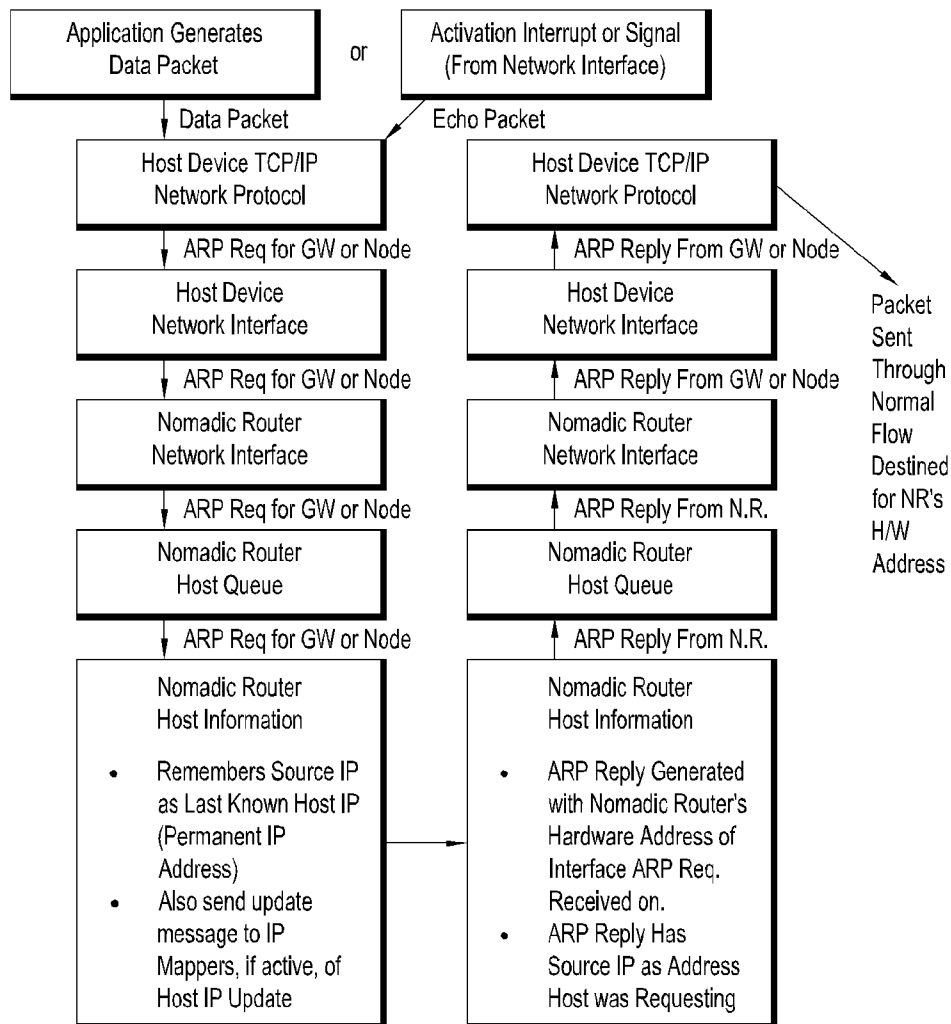 Application Generates
Data Packet
or
Activation Interrupt or Signal
(From Network Interface)
Data Packet
Echo Packet
Host Device TCP/IP
Network Protocol
ARP Req for GW or Node
Host Device
Network Interface
ARP Req for GW or Node
Nomadic Router
Network Interface
ARP Req for GW or Node
Nomadic Router
Host Queue
ARP Req for GW or Node
Nomadic Router
Host Information
• Remembers Source IP
as Last Known Host IP
(Permanent IP
Address)
• Also send update
message to IP
Mappers, if active, of
Host IP Update
Nomadic Router
Host Information
• ARP Reply Generated
with Nomadic Router's
Hardware Address of
Interface ARP Req.
Received on.
• ARP Reply Has
Source IP as Address
Host was Requesting
ARP Reply From N.R.
Nomadic Router
Host Queue
ARP Reply From N.R.
Nomadic Router
Network Interface
ARP Reply From GW or Node
Host Device
Network Interface
ARP Reply From GW or Node
Host Device TCP/IP
Network Protocol
Packet
Sent
Through
Normal
Flow
Destined
for NR's
H/W
Address